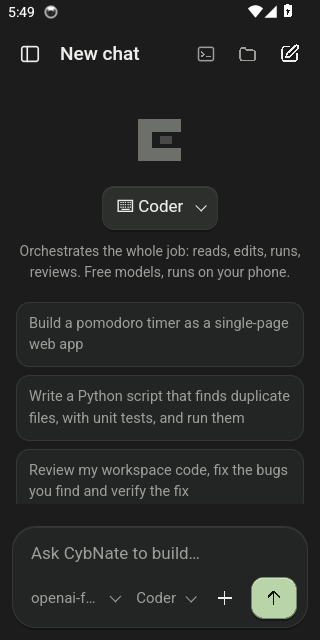 5:49
New chat
Coder
Orchestrates the whole job: reads, edits, runs,
reviews. Free models, runs on your phone.
Build a pomodoro timer as a single-page
web app
Write a Python script that finds duplicate
files, with unit tests, and run them
Review my workspace code, fix the bugs
you find and verify the fix
Ask CybNate to build…
openai-f… Coder